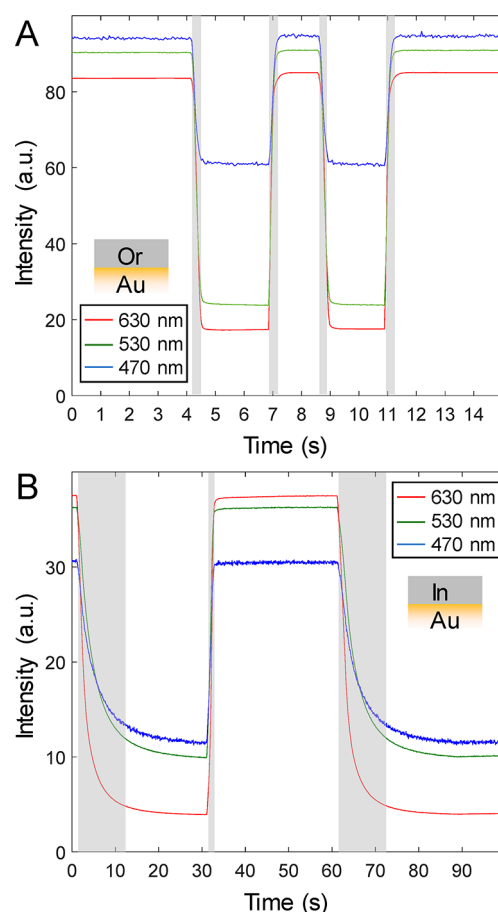 A
Intensity (a.u.)
80
60
40
20
0
Or
Au
630 nm
530 nm
470 nm
0 1 2 3 4 5 6 7 8 9 10 11 12 13 14
Time (s)
B
Intensity (a.u.)
30
20
10
0
630 nm
530 nm
470 nm
In
Au
0 10 20 30 40 50 60 70 80 90
Time (s)